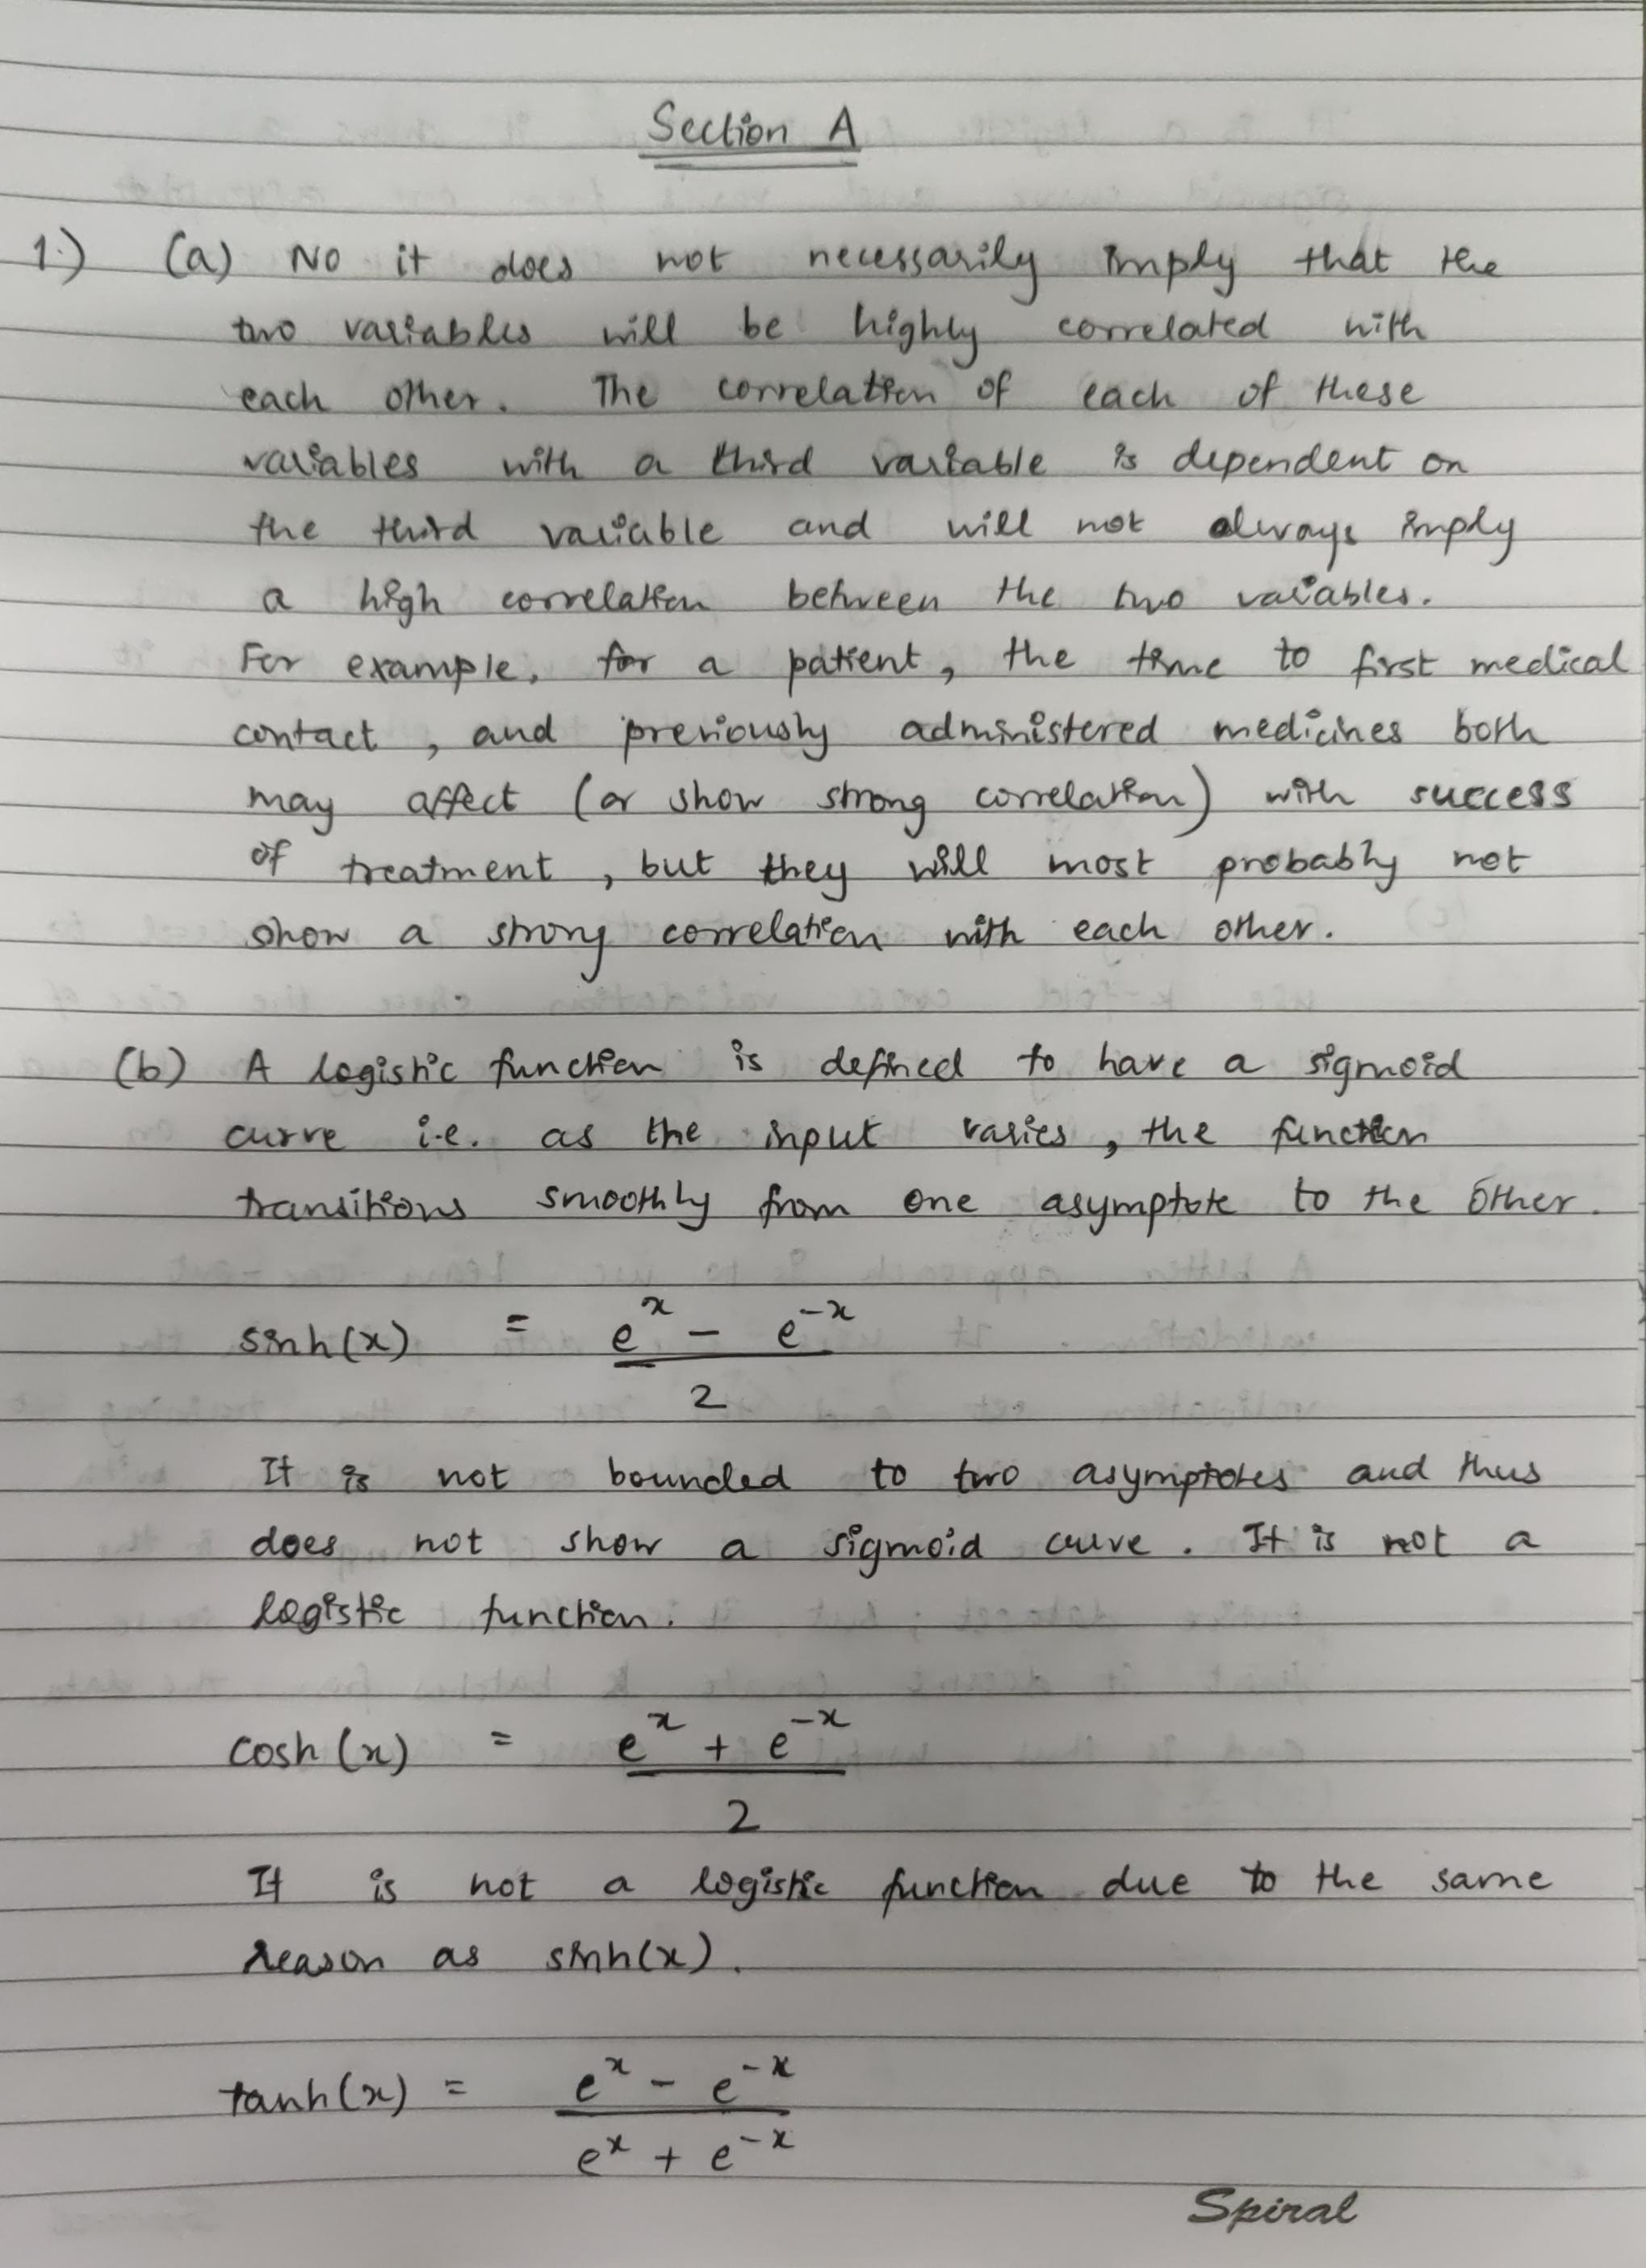 Section A
1.) (a) No it does not necessarily imply that the
two variables will be highly correlated with
each other. The correlation of each of these
variables with a third variable is dependent on
the third variable and will not always imply
a high correlation between the two variables.
For example, for a patient, the time to first medical
contact, and previously administered medicines both
may affect (or show strong correlation) with success
of treatment, but they will most probably not
show a strong correlation with each other.
(b) A logistic function is defined to have a sigmoid
curve i.e. as the input varies, the function
transitions smoothly from one asymptote to the other.
sinh(x) = e^x - e^-x
2
It is not bounded to two asymptotes and thus
does not show a sigmoid curve. It is not a
logistic function.
cosh(x) = e^x + e^-x
2
It is not a logistic function due to the same
reason as sinh(x).
tanh(x) = e^x - e^-x
e^x + e^-x
Spiral